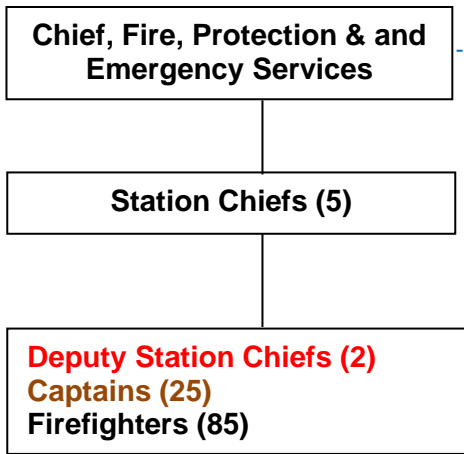 Chief, Fire, Protection & and
Emergency Services
Station Chiefs (5)
Deputy Station Chiefs (2)
Captains (25)
Firefighters (85)